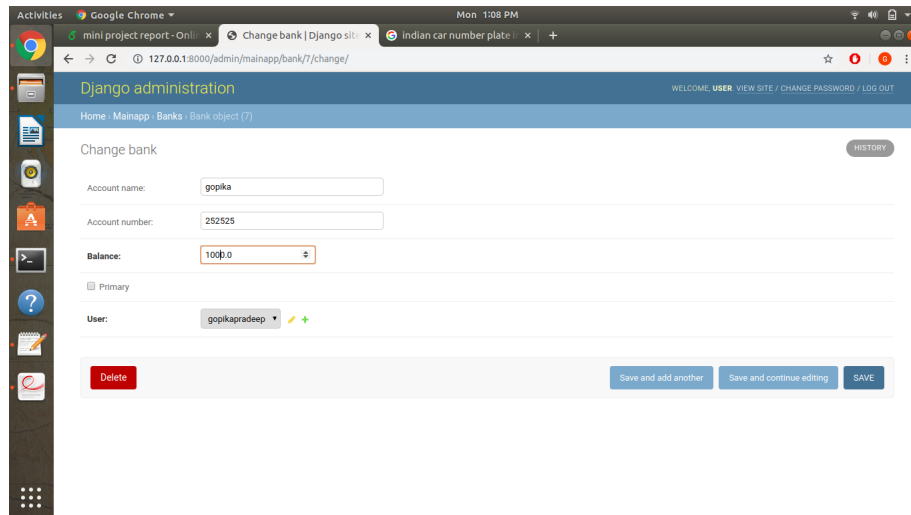 Activities Google Chrome ▾ Mon 1:08 PM
mini project report - Onli × Change bank | Django site × indian car number plate i × +
127.0.0.1:8000/admin/mainapp/bank/7/change/
Django administration WELCOME, USER. VIEW SITE / CHANGE PASSWORD / LOG OUT
Home › Mainapp › Banks › Bank object (7)
Change bank HISTORY
Account name: gopika
Account number: 252525
Balance: 1000.0
Primary
User: gopikapradeep
Delete Save and add another Save and continue editing SAVE